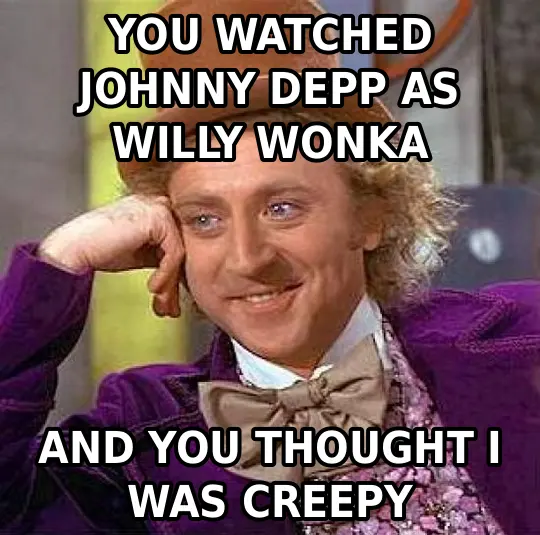 YOU WATCHED
JOHNNY DEPP AS
WILLY WONKA
AND YOU THOUGHT I
WAS CREEPY